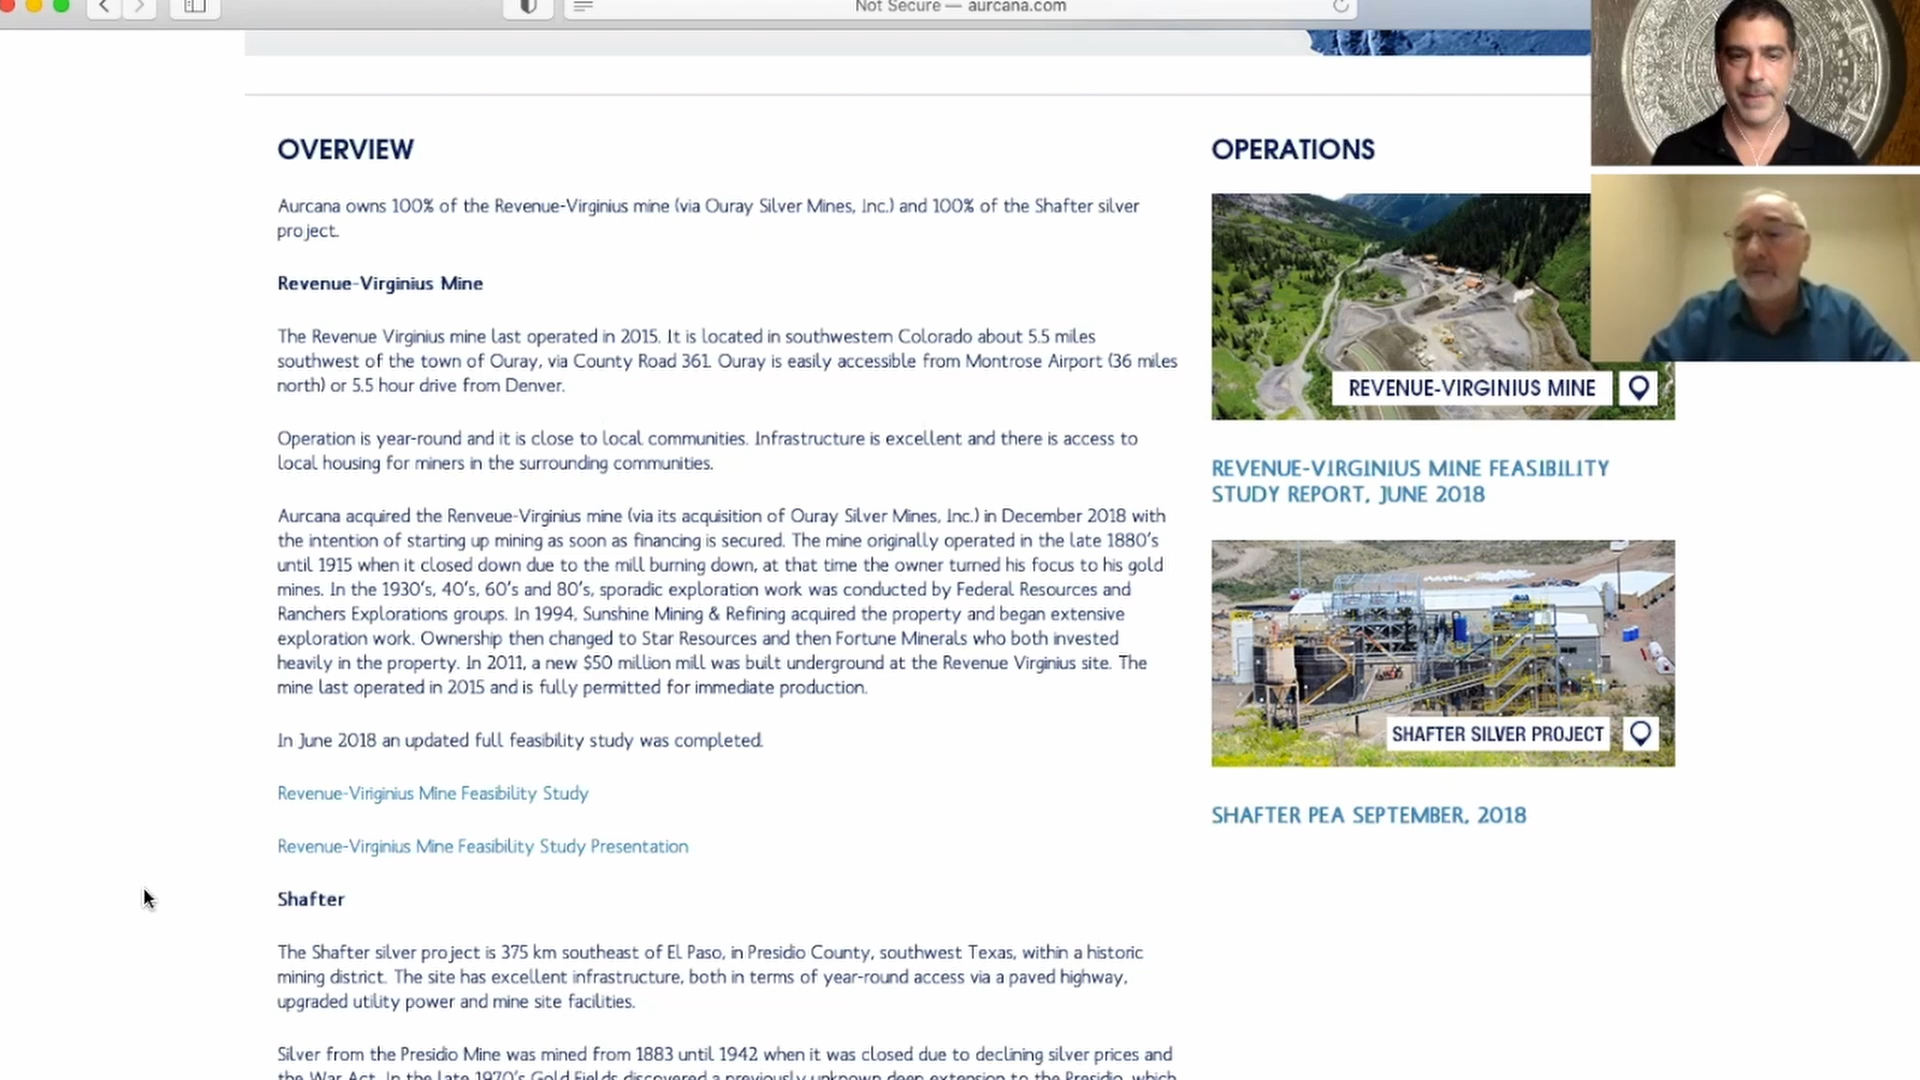 Not Secure — aurcana.com
OVERVIEW
Aurcana owns 100% of the Revenue-Virginius mine (via Ouray Silver Mines, Inc.) and 100% of the Shafter silver
project.
Revenue-Virginius Mine
The Revenue Virginius mine last operated in 2015. It is located in southwestern Colorado about 5.5 miles
southwest of the town of Ouray, via County Road 361. Ouray is easily accessible from Montrose Airport (36 miles
north) or 5.5 hour drive from Denver.
Operation is year-round and it is close to local communities. Infrastructure is excellent and there is access to
local housing for miners in the surrounding communities.
Aurcana acquired the Renveue-Virginius mine (via its acquisition of Ouray Silver Mines, Inc.) in December 2018 with
the intention of starting up mining as soon as financing is secured. The mine originally operated in the late 1880's
until 1915 when it closed down due to the mill burning down, at that time the owner turned his focus to his gold
mines. In the 1930's, 40's, 60's and 80's, sporadic exploration work was conducted by Federal Resources and
Ranchers Explorations groups. In 1994, Sunshine Mining & Refining acquired the property and began extensive
exploration work. Ownership then changed to Star Resources and then Fortune Minerals who both invested
heavily in the property. In 2011, a new $50 million mill was built underground at the Revenue Virginius site. The
mine last operated in 2015 and is fully permitted for immediate production.
In June 2018 an updated full feasibility study was completed.
Revenue-Viriginius Mine Feasibility Study
Revenue-Virginius Mine Feasibility Study Presentation
Shafter
The Shafter silver project is 375 km southeast of El Paso, in Presidio County, southwest Texas, within a historic
mining district. The site has excellent infrastructure, both in terms of year-round access via a paved highway,
upgraded utility power and mine site facilities.
Silver from the Presidio Mine was mined from 1883 until 1942 when it was closed due to declining silver prices and
the War Act. In the late 1970's Gold Fields discovered a previously unknown deep extension to the Presidio, which
OPERATIONS
REVENUE-VIRGINIUS MINE
REVENUE-VIRGINIUS MINE FEASIBILITY
STUDY REPORT, JUNE 2018
SHAFTER SILVER PROJECT
SHAFTER PEA SEPTEMBER, 2018